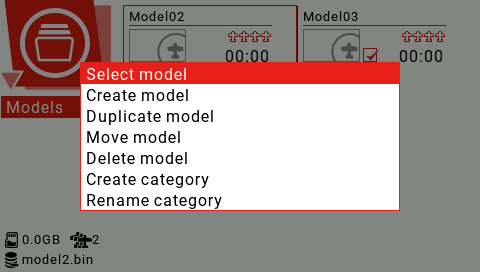 Model02
Model03
00:00
00:00
Models
Select model
Create model
Duplicate model
Move model
Delete model
Create category
Rename category
0.0GB
2
model2.bin